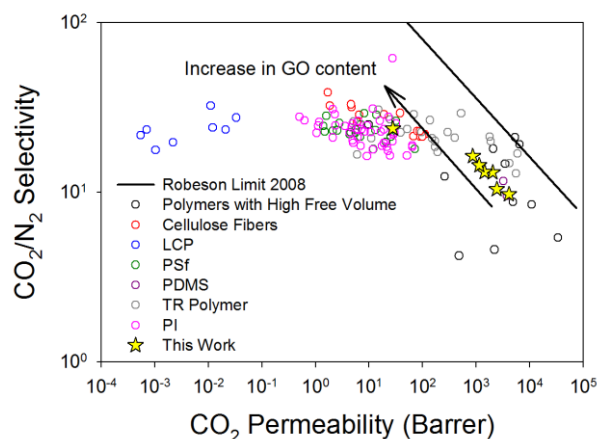 10²
Increase in GO content
CO₂/N₂ Selectivity
10¹
Robeson Limit 2008
Polymers with High Free Volume
Cellulose Fibers
LCP
PSf
PDMS
TR Polymer
PI
This Work
10⁰
10⁻⁴ 10⁻³ 10⁻² 10⁻¹ 10⁰ 10¹ 10² 10³ 10⁴ 10⁵
CO₂ Permeability (Barrer)